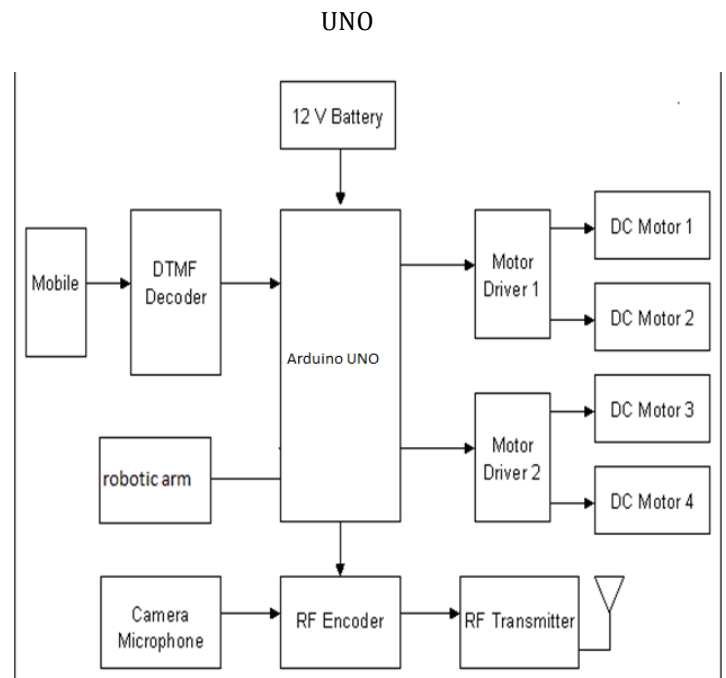 UNO
12 V Battery
Mobile
DTMF
Decoder
Arduino UNO
Motor
Driver 1
DC Motor 1
DC Motor 2
robotic arm
Motor
Driver 2
DC Motor 3
DC Motor 4
Camera
Microphone
RF Encoder
RF Transmitter